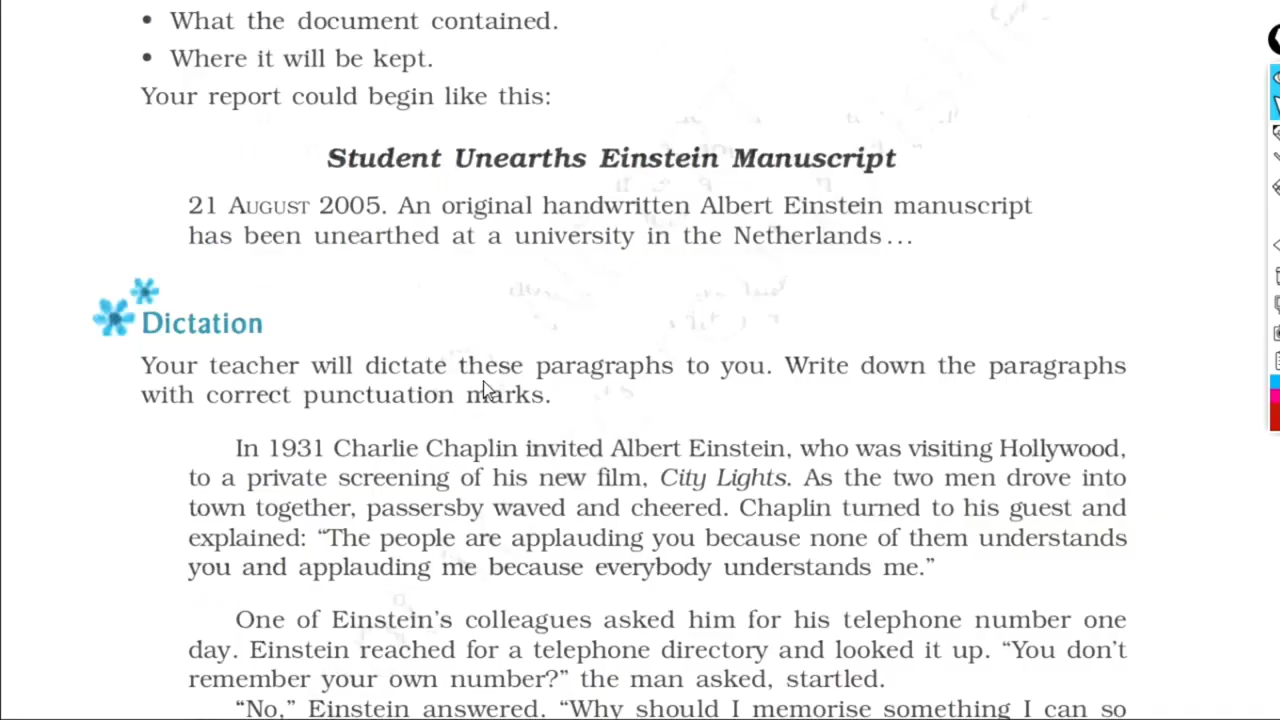 • What the document contained.
• Where it will be kept.
Your report could begin like this:
Student Unearths Einstein Manuscript
21 AUGUST 2005. An original handwritten Albert Einstein manuscript
has been unearthed at a university in the Netherlands...
Dictation
Your teacher will dictate these paragraphs to you. Write down the paragraphs
with correct punctuation marks.
In 1931 Charlie Chaplin invited Albert Einstein, who was visiting Hollywood,
to a private screening of his new film, City Lights. As the two men drove into
town together, passersby waved and cheered. Chaplin turned to his guest and
explained: “The people are applauding you because none of them understands
you and applauding me because everybody understands me.”
One of Einstein’s colleagues asked him for his telephone number one
day. Einstein reached for a telephone directory and looked it up. “You don’t
remember your own number?” the man asked, startled.
“No,” Einstein answered. “Why should I memorise something I can so